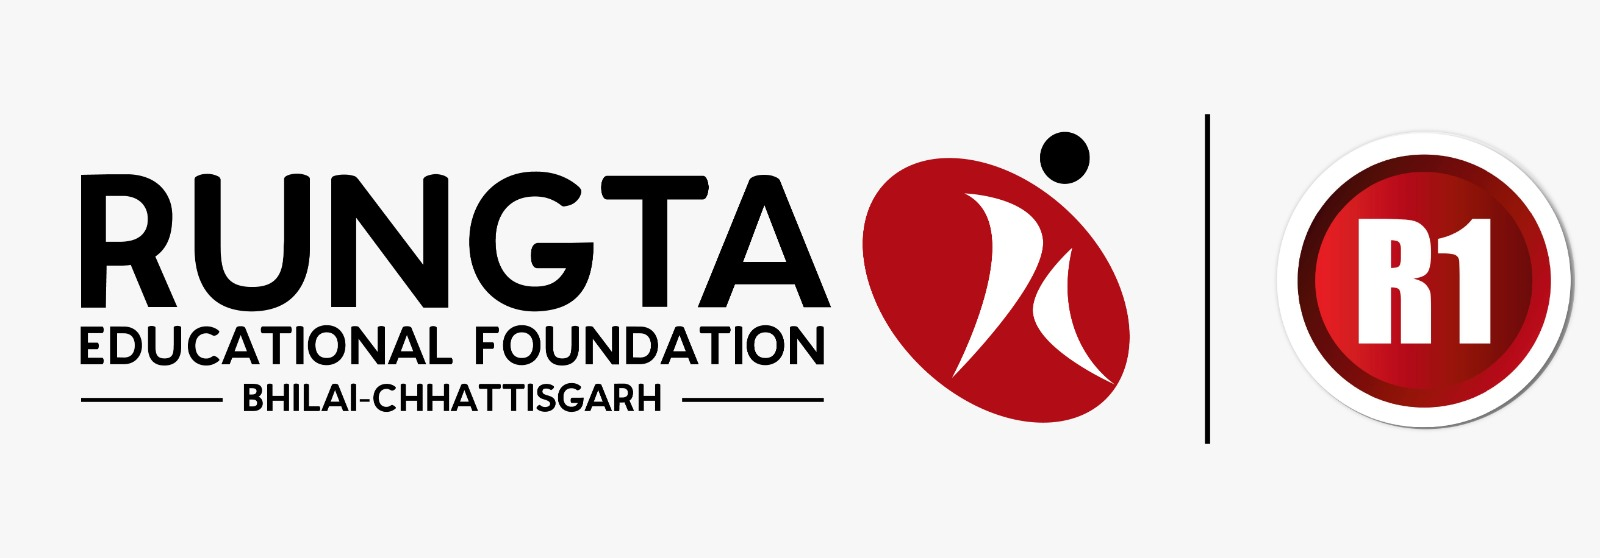 RUNGTA
EDUCATIONAL FOUNDATION
BHILAI-CHHATTISGARH
R1